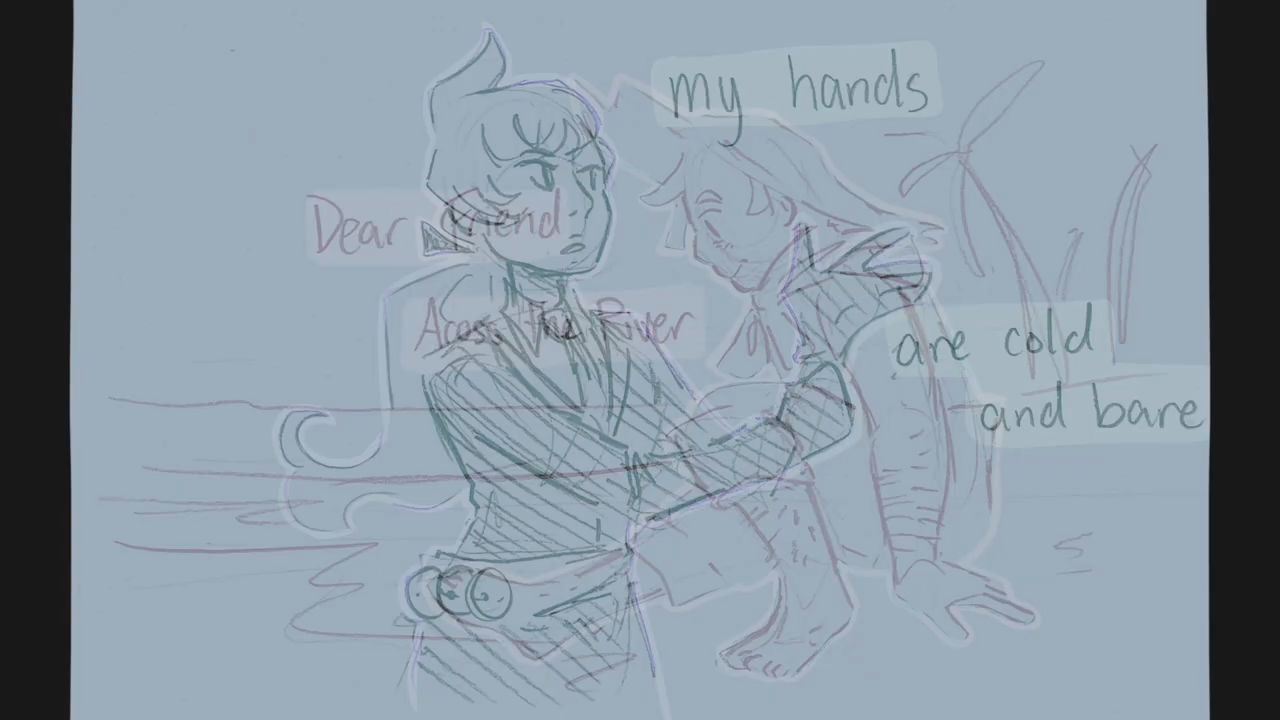 my hands
Dear friend
Acoss the River
are cold
and bare